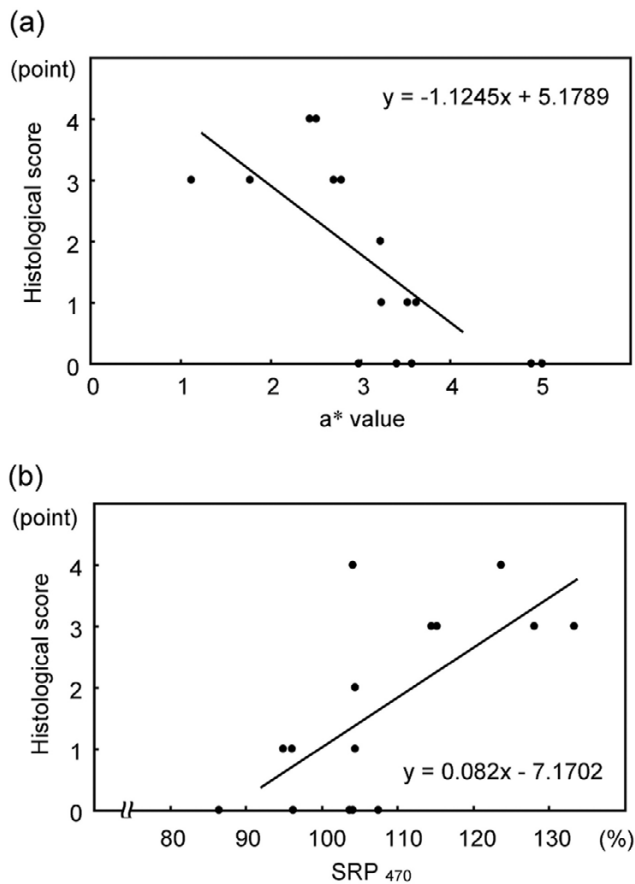 (a)
(point)
y = -1.1245x + 5.1789
Histological score
4
3
2
1
0
0 1 2 3 4 5
a* value
(b)
(point)
Histological score
4
3
2
1
0
y = 0.082x - 7.1702
80 90 100 110 120 130 (%)
SRP 470